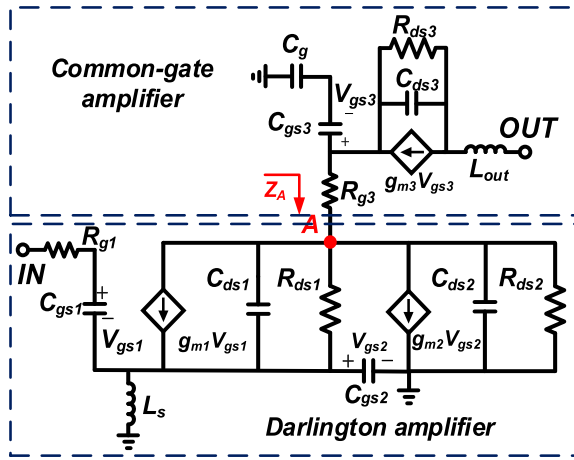 Common-gate
amplifier
C_g
V_gs3
−
+
C_gs3
R_ds3
C_ds3
g_m3V_gs3
OUT
L_out
Z_A
R_g3
A
R_g1
IN
C_gs1
+
−
V_gs1
g_m1V_gs1
C_ds1
R_ds1
V_gs2
+ −
C_gs2
g_m2V_gs2
C_ds2
R_ds2
L_s
Darlington amplifier